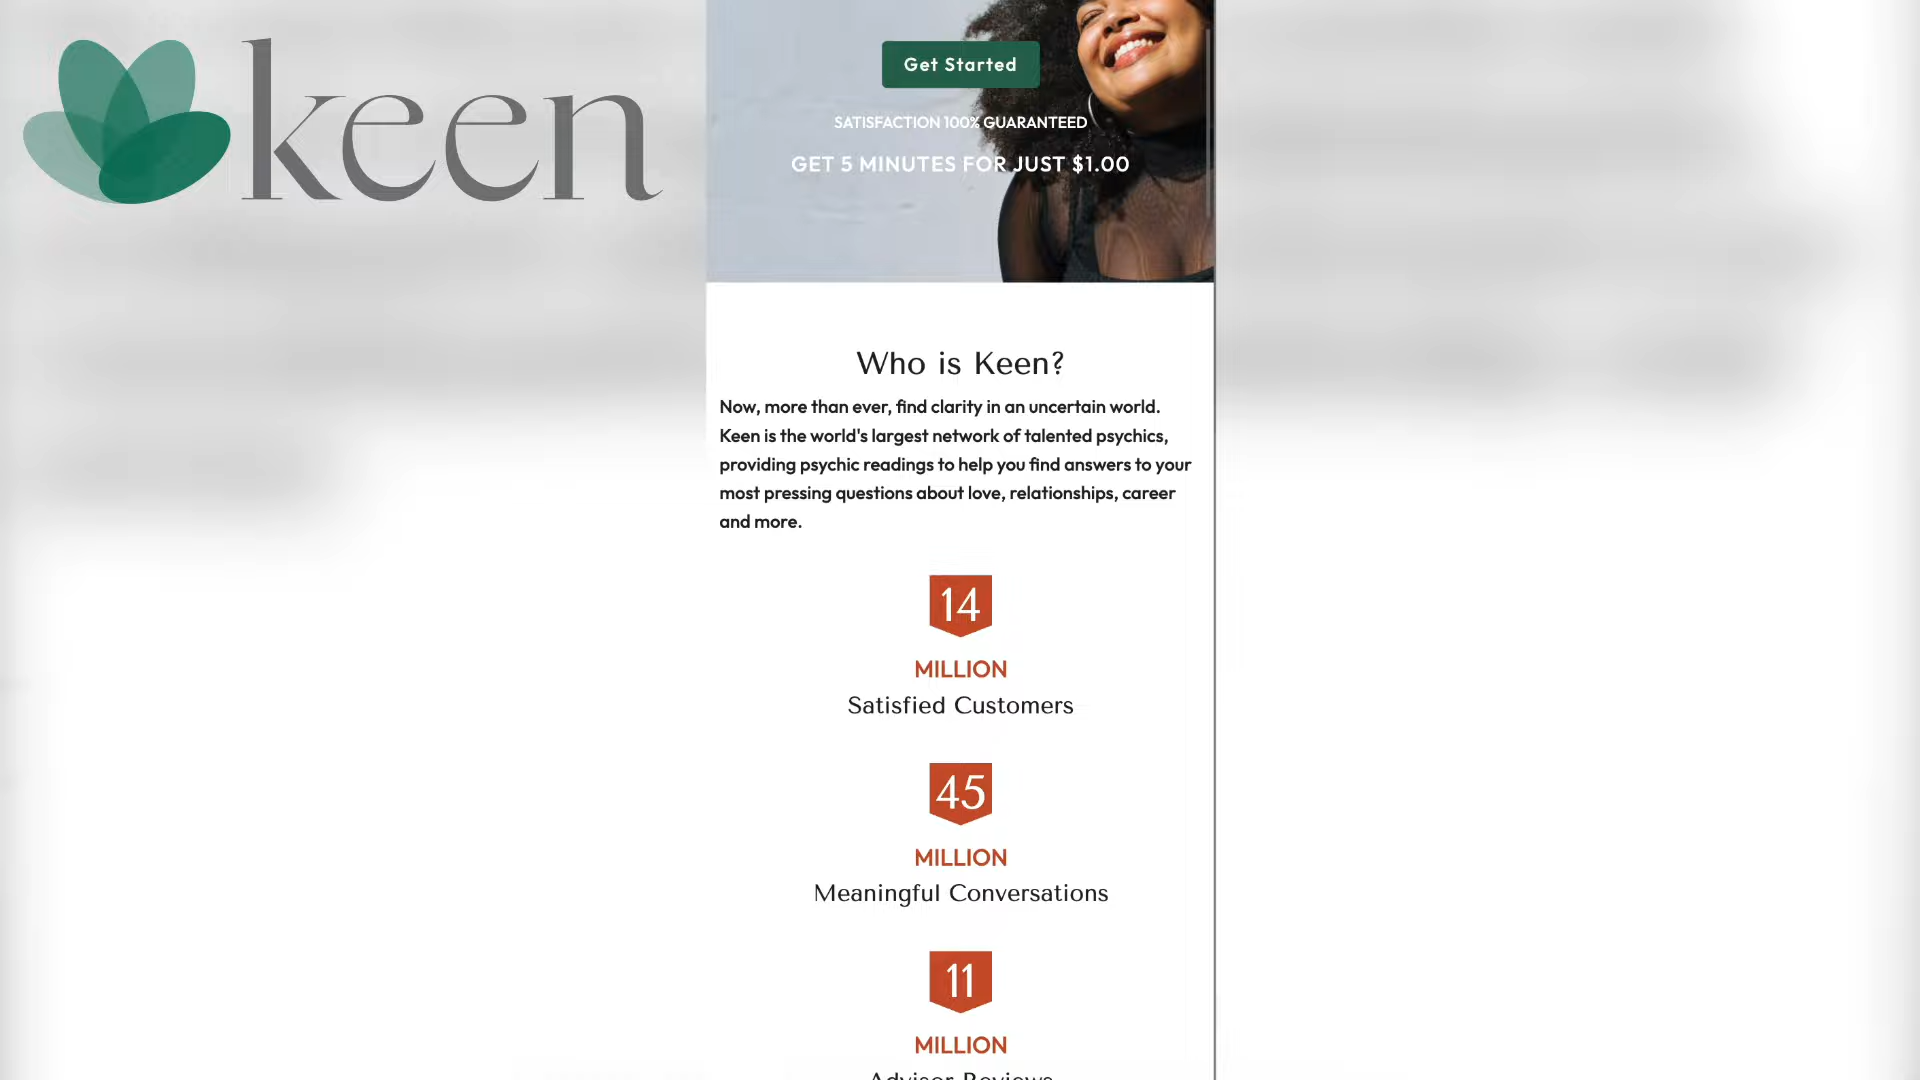 keen
Get Started
SATISFACTION 100% GUARANTEED
GET 5 MINUTES FOR JUST $1.00
Who is Keen?
Now, more than ever, find clarity in an uncertain world.
Keen is the world's largest network of talented psychics,
providing psychic readings to help you find answers to your
most pressing questions about love, relationships, career
and more.
14
MILLION
Satisfied Customers
45
MILLION
Meaningful Conversations
11
MILLION
Advisor Reviews